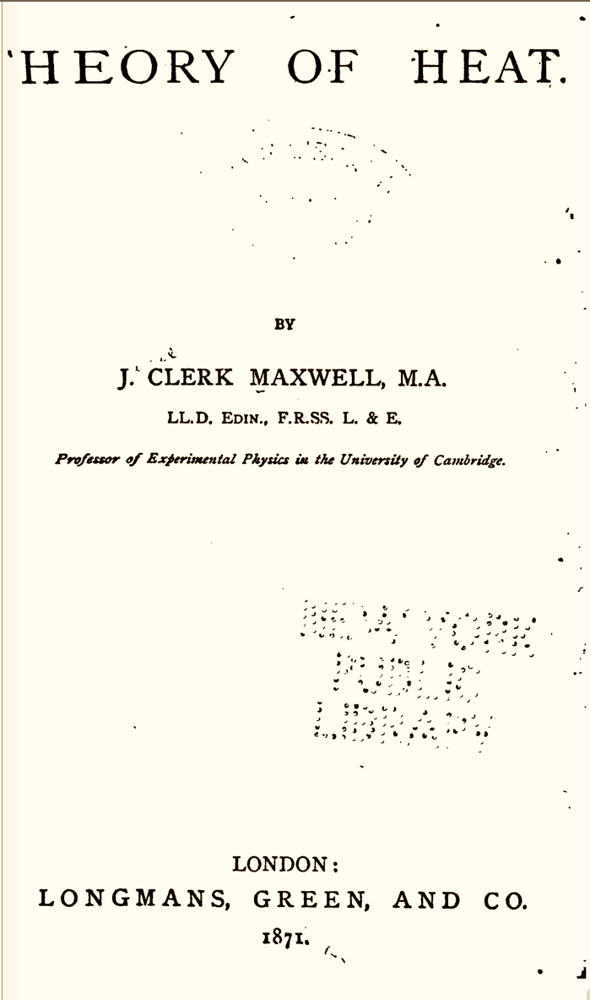 'HEORY OF HEAT.
BY
J. CLERK MAXWELL, M.A.
LL.D. EDIN., F.R.SS. L. & E.
Professor of Experimental Physics in the University of Cambridge.
NEW YORK
PUBLIC
LIBRARY
LONDON:
LONGMANS, GREEN, AND CO.
1871.